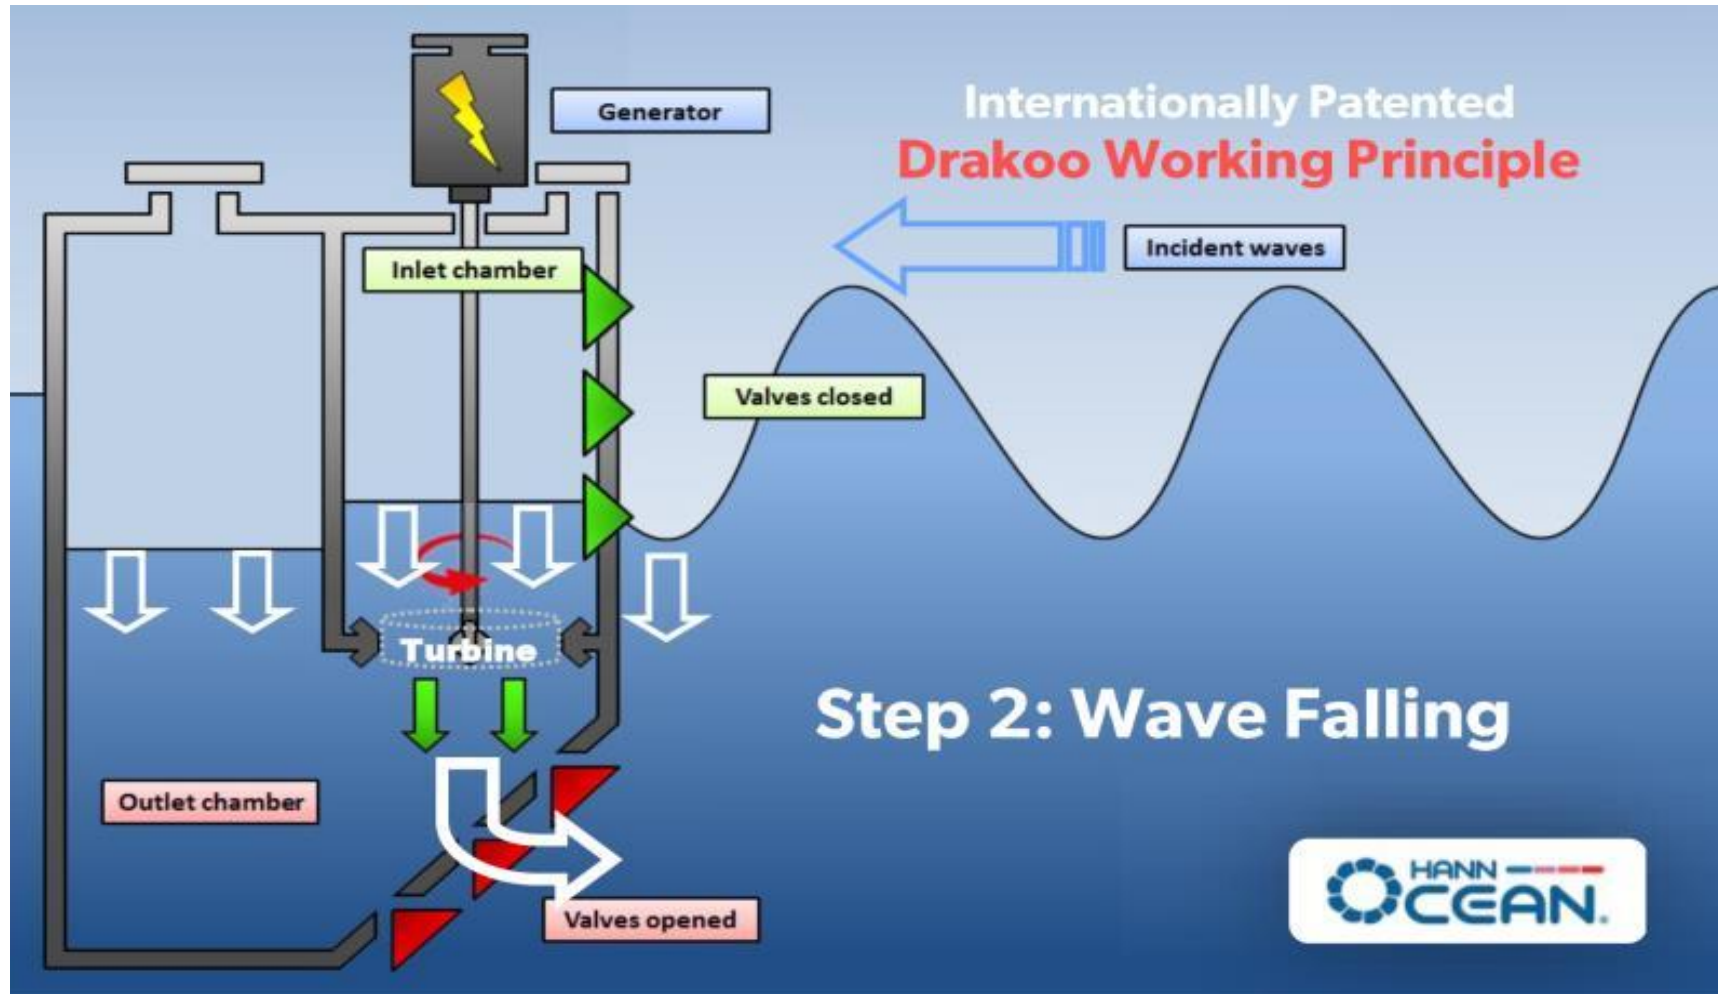 Generator
Internationally Patented
Drakoo Working Principle
Incident waves
Inlet chamber
Valves closed
Turbine
Step 2: Wave Falling
Outlet chamber
Valves opened
HANN
OCEAN.